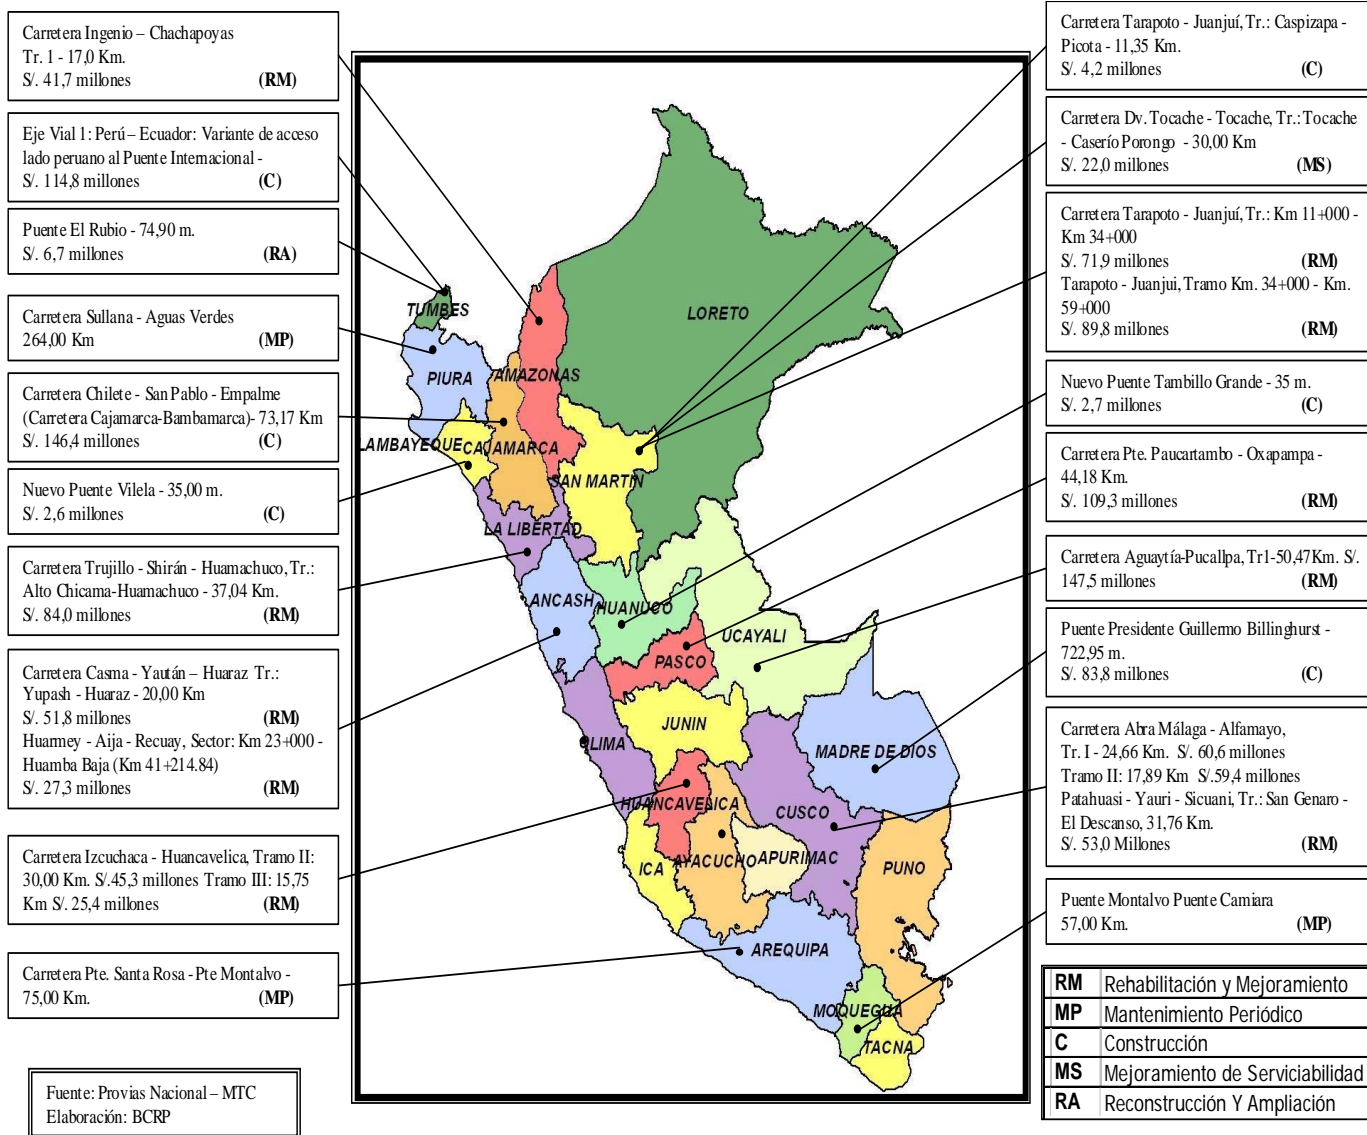 Carretera Ingenio – Chachapoyas
Tr. 1 - 17,0 Km.
S/. 41,7 millones (RM)
Eje Vial 1: Perú – Ecuador: Variante de acceso
lado peruano al Puente Internacional -
S/. 114,8 millones (C)
Puente El Rubio - 74,90 m.
S/. 6,7 millones (RA)
Carretera Sullana - Aguas Verdes
264,00 Km (MP)
Carretera Chilete - San Pablo - Empalme
(Carretera Cajamarca-Bambamarca)- 73,17 Km
S/. 146,4 millones (C)
Nuevo Puente Vilela - 35,00 m.
S/. 2,6 millones (C)
Carretera Trujillo - Shirán - Huamachuco, Tr.:
Alto Chicama-Huamachuco - 37,04 Km.
S/. 84,0 millones (RM)
Carretera Casma - Yaután – Huaraz Tr.:
Yupash - Huaraz - 20,00 Km
S/. 51,8 millones (RM)
Huarmey - Aija - Recuay, Sector: Km 23+000 -
Huamba Baja (Km 41+214.84)
S/. 27,3 millones (RM)
Carretera Izcuchaca - Huancavelica, Tramo II:
30,00 Km. S/.45,3 millones Tramo III: 15,75
Km S/. 25,4 millones (RM)
Carretera Pte. Santa Rosa - Pte Montalvo -
75,00 Km. (MP)
Fuente: Provias Nacional – MTC
Elaboración: BCRP
TUMBES
LORETO
PIURA
AMAZONAS
LAMBAYEQUE
CAJAMARCA
SAN MARTIN
LA LIBERTAD
ANCASH
HUANUCO
UCAYALI
PASCO
JUNIN
LIMA
MADRE DE DIOS
HUANCAVELICA
CUSCO
ICA
AYACUCHO
APURIMAC
PUNO
AREQUIPA
MOQUEGUA
TACNA
Carretera Tarapoto - Juanjuí, Tr.: Caspizapa -
Picota - 11,35 Km.
S/. 4,2 millones (C)
Carretera Dv. Tocache - Tocache, Tr.: Tocache
- Caserío Porongo - 30,00 Km
S/. 22,0 millones (MS)
Carretera Tarapoto - Juanjuí, Tr.: Km 11+000 -
Km 34+000
S/. 71,9 millones (RM)
Tarapoto - Juanjui, Tramo Km. 34+000 - Km.
59+000
S/. 89,8 millones (RM)
Nuevo Puente Tambillo Grande - 35 m.
S/. 2,7 millones (C)
Carretera Pte. Paucartambo - Oxapampa -
44,18 Km.
S/. 109,3 millones (RM)
Carretera Aguaytía-Pucallpa, Tr1-50,47Km. S/.
147,5 millones (RM)
Puente Presidente Guillermo Billinghurst -
722,95 m.
S/. 83,8 millones (C)
Carretera Abra Málaga - Alfamayo,
Tr. I - 24,66 Km. S/. 60,6 millones
Tramo II: 17,89 Km S/.59,4 millones
Patahuasi - Yauri - Sicuani, Tr.: San Genaro -
El Descanso, 31,76 Km.
S/. 53,0 Millones (RM)
Puente Montalvo Puente Camiara
57,00 Km. (MP)
RM Rehabilitación y Mejoramiento
MP Mantenimiento Periódico
C Construcción
MS Mejoramiento de Serviciabilidad
RA Reconstrucción Y Ampliación